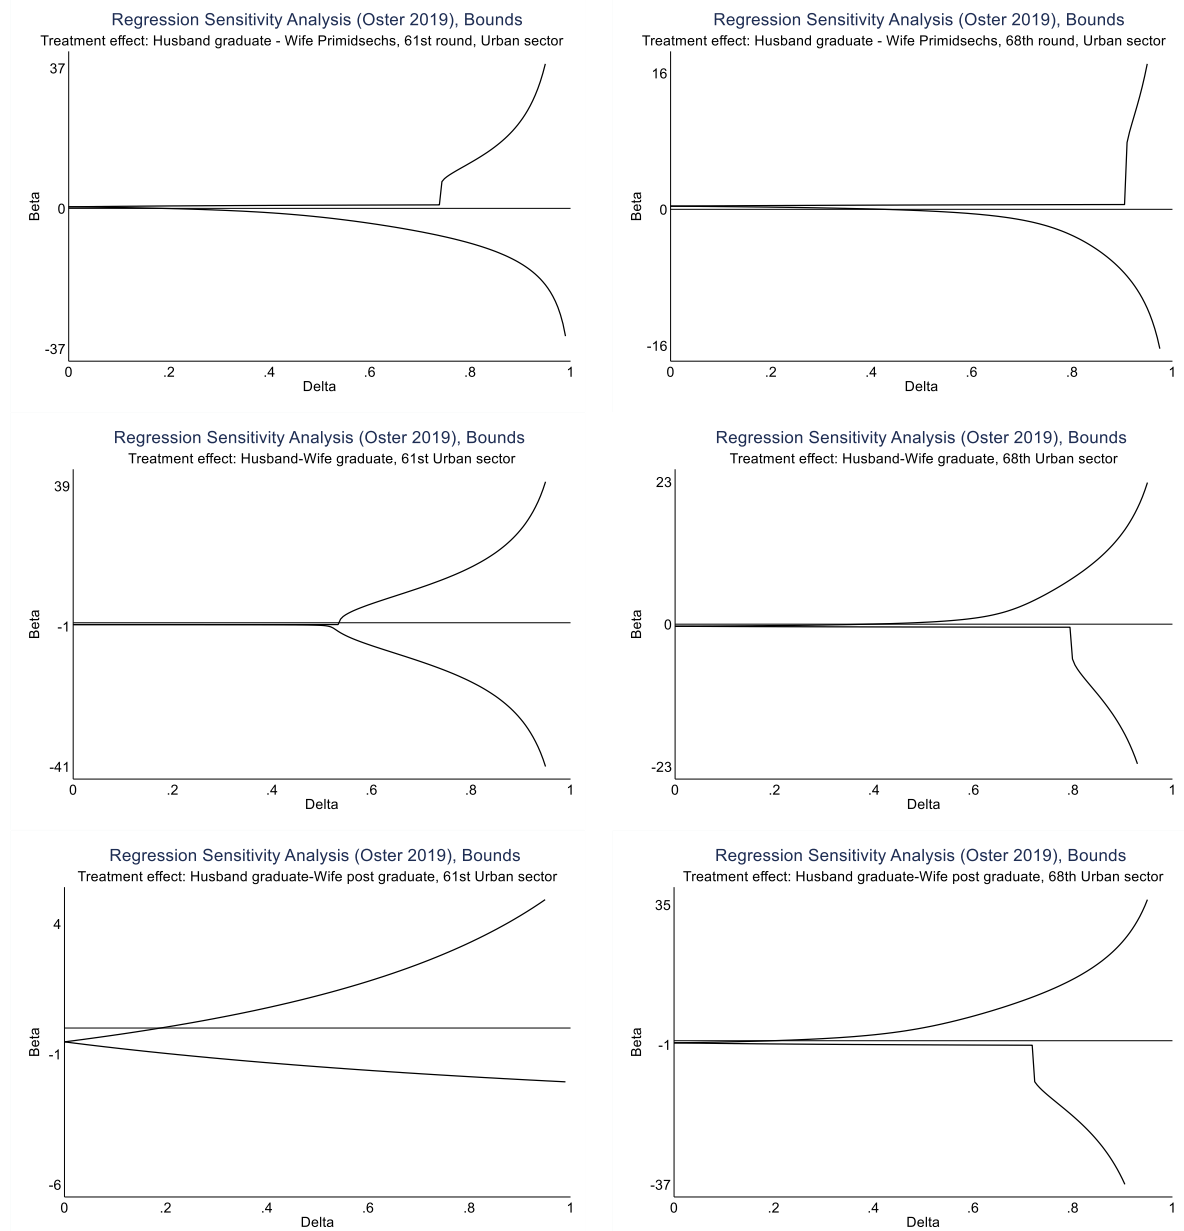 Regression Sensitivity Analysis (Oster 2019), Bounds
Treatment effect: Husband graduate - Wife Primidsechs, 61st round, Urban sector
37
0
-37
Beta
0 .2 .4 .6 .8 1
Delta
Regression Sensitivity Analysis (Oster 2019), Bounds
Treatment effect: Husband graduate - Wife Primidsechs, 68th round, Urban sector
16
0
-16
Beta
0 .2 .4 .6 .8 1
Delta
Regression Sensitivity Analysis (Oster 2019), Bounds
Treatment effect: Husband-Wife graduate, 61st Urban sector
39
-1
-41
Beta
0 .2 .4 .6 .8 1
Delta
Regression Sensitivity Analysis (Oster 2019), Bounds
Treatment effect: Husband-Wife graduate, 68th Urban sector
23
0
-23
Beta
0 .2 .4 .6 .8 1
Delta
Regression Sensitivity Analysis (Oster 2019), Bounds
Treatment effect: Husband graduate-Wife post graduate, 61st Urban sector
4
-1
-6
Beta
0 .2 .4 .6 .8 1
Delta
Regression Sensitivity Analysis (Oster 2019), Bounds
Treatment effect: Husband graduate-Wife post graduate, 68th Urban sector
35
-1
-37
Beta
0 .2 .4 .6 .8 1
Delta